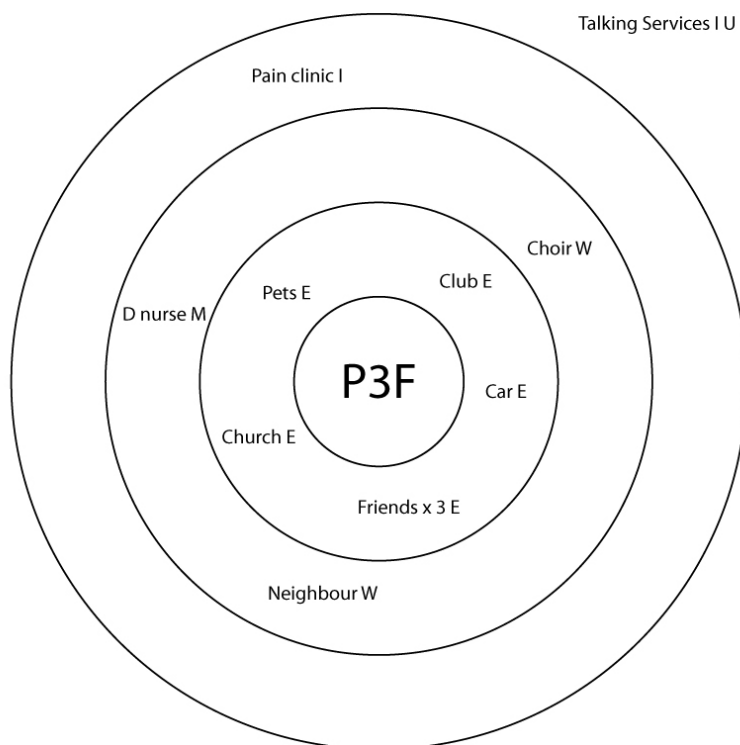 Talking Services I U
Pain clinic I
Choir W
Club E
Pets E
D nurse M
P3F
Car E
Church E
Friends x 3 E
Neighbour W